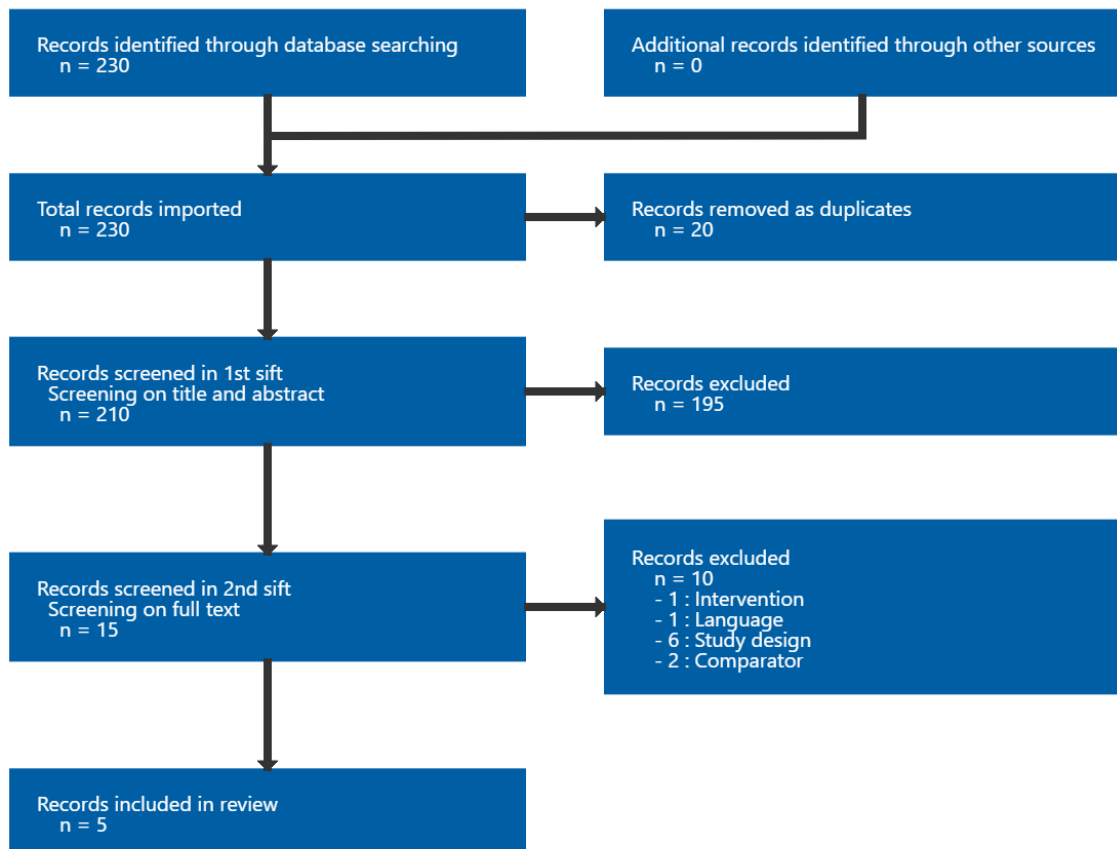 Records identified through database searching
n = 230
Additional records identified through other sources
n = 0
Total records imported
n = 230
Records removed as duplicates
n = 20
Records screened in 1st sift
Screening on title and abstract
n = 210
Records excluded
n = 195
Records screened in 2nd sift
Screening on full text
n = 15
Records excluded
n = 10
- 1 : Intervention
- 1 : Language
- 6 : Study design
- 2 : Comparator
Records included in review
n = 5